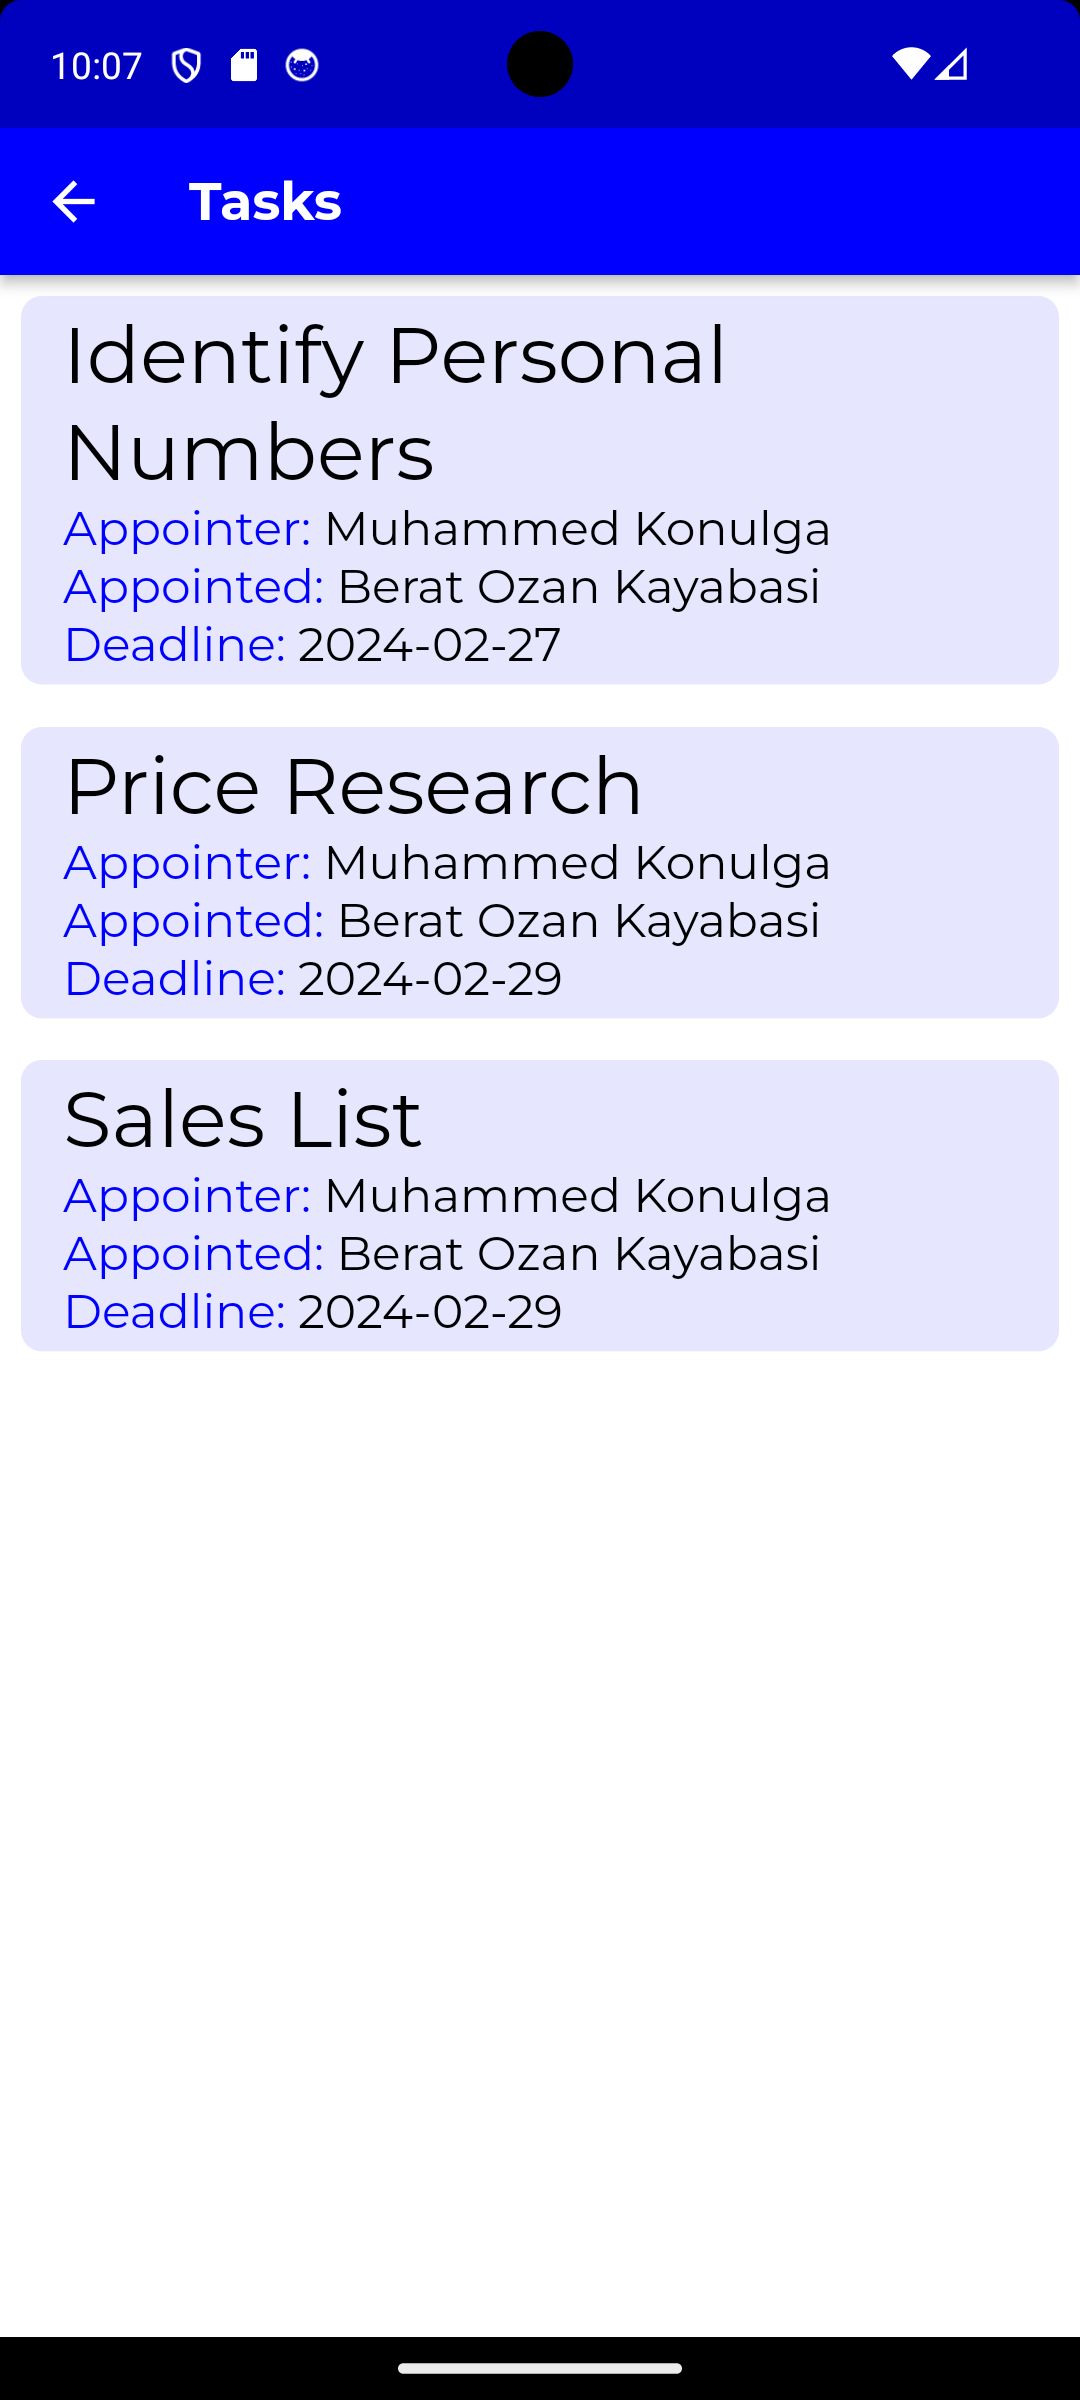 10:07
Tasks
Identify Personal
Numbers
Appointer: Muhammed Konulga
Appointed: Berat Ozan Kayabasi
Deadline: 2024-02-27
Price Research
Appointer: Muhammed Konulga
Appointed: Berat Ozan Kayabasi
Deadline: 2024-02-29
Sales List
Appointer: Muhammed Konulga
Appointed: Berat Ozan Kayabasi
Deadline: 2024-02-29